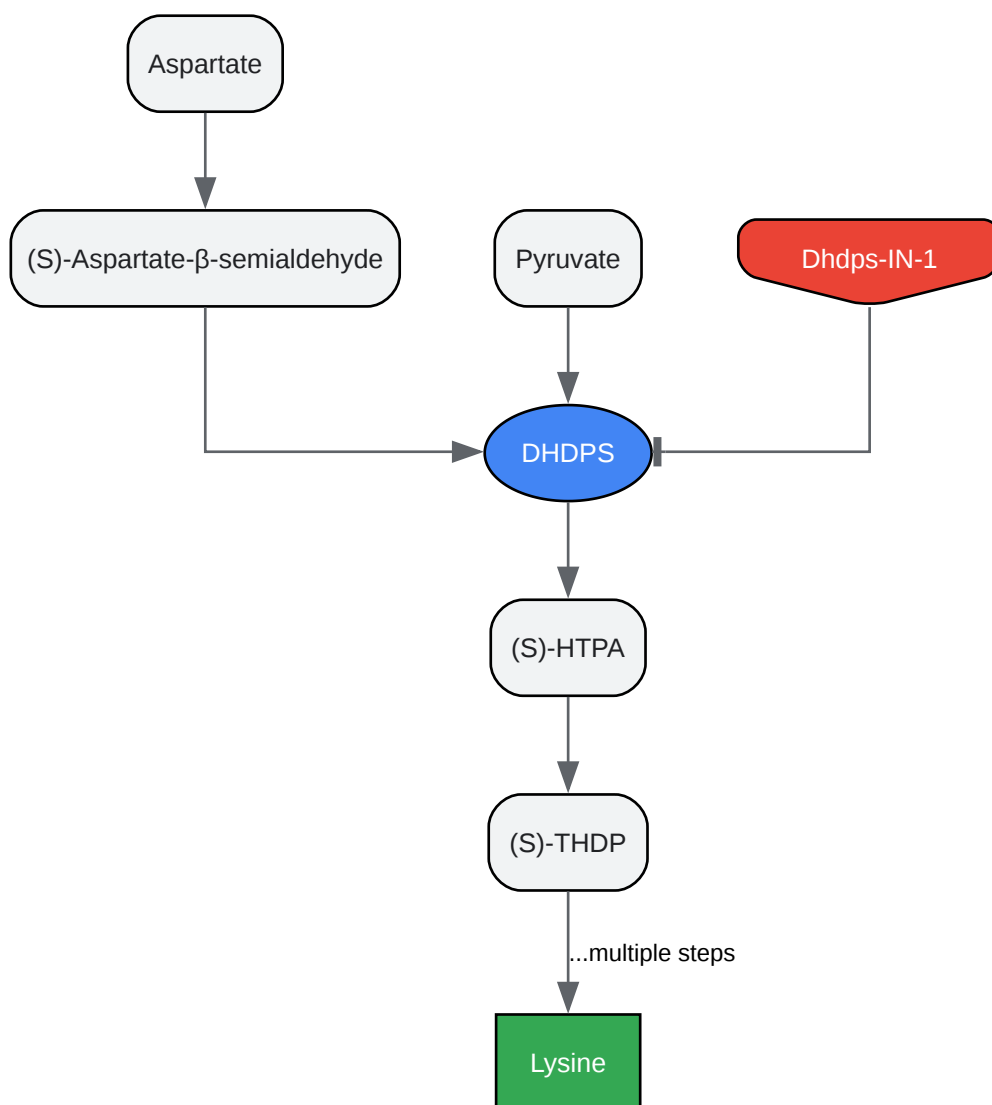 Aspartate
(S)-Aspartate-β-semialdehyde
Pyruvate
Dhdps-IN-1
DHDPS
(S)-HTPA
(S)-THDP
...multiple steps
Lysine